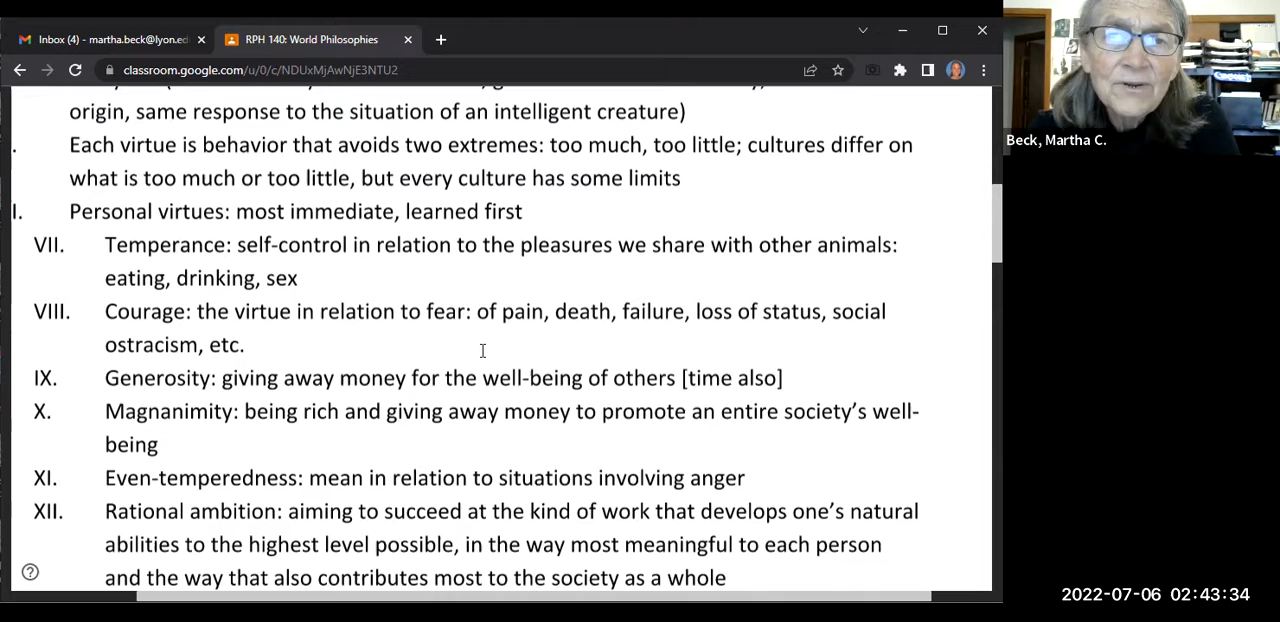 Inbox (4) - martha.beck@lyon.ed
RPH 140: World Philosophies
classroom.google.com/u/0/c/NDUxMjAwNjE3NTU2
origin, same response to the situation of an intelligent creature)
. Each virtue is behavior that avoids two extremes: too much, too little; cultures differ on
what is too much or too little, but every culture has some limits
I. Personal virtues: most immediate, learned first
VII. Temperance: self-control in relation to the pleasures we share with other animals:
eating, drinking, sex
VIII. Courage: the virtue in relation to fear: of pain, death, failure, loss of status, social
ostracism, etc.
IX. Generosity: giving away money for the well-being of others [time also]
X. Magnanimity: being rich and giving away money to promote an entire society’s well-
being
XI. Even-temperedness: mean in relation to situations involving anger
XII. Rational ambition: aiming to succeed at the kind of work that develops one’s natural
abilities to the highest level possible, in the way most meaningful to each person
and the way that also contributes most to the society as a whole
Beck, Martha C.
2022-07-06 02:43:34